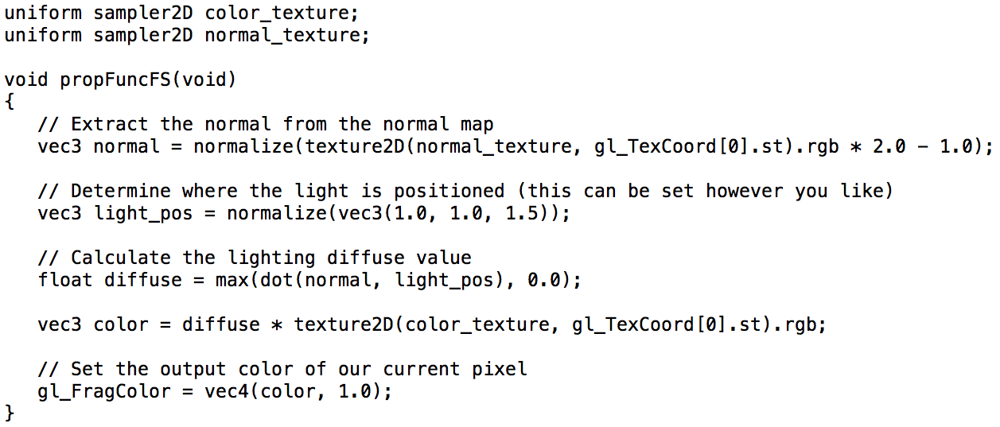 uniform sampler2D color_texture;
uniform sampler2D normal_texture;

void propFuncFS(void)
{
   // Extract the normal from the normal map
   vec3 normal = normalize(texture2D(normal_texture, gl_TexCoord[0].st).rgb * 2.0 - 1.0);

   // Determine where the light is positioned (this can be set however you like)
   vec3 light_pos = normalize(vec3(1.0, 1.0, 1.5));

   // Calculate the lighting diffuse value
   float diffuse = max(dot(normal, light_pos), 0.0);

   vec3 color = diffuse * texture2D(color_texture, gl_TexCoord[0].st).rgb;

   // Set the output color of our current pixel
   gl_FragColor = vec4(color, 1.0);
}